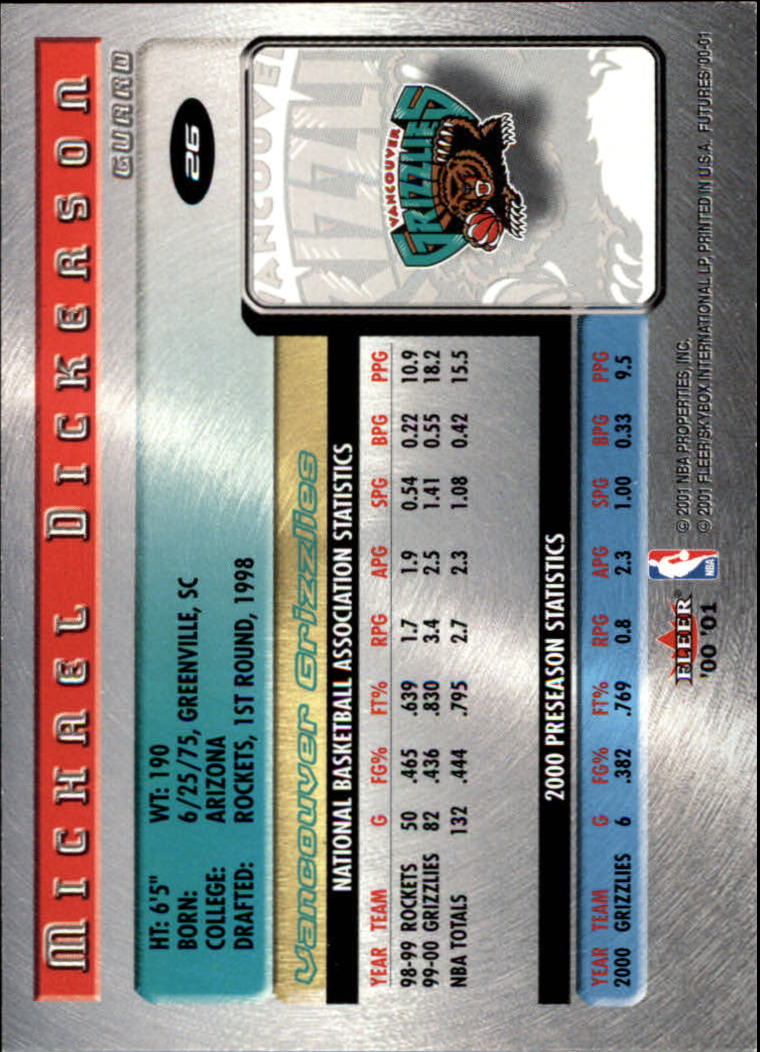 Michael Dickerson
GUARD
HT: 6'5" WT: 190
BORN: 6/25/75, GREENVILLE, SC
COLLEGE: ARIZONA
DRAFTED: ROCKETS, 1ST ROUND, 1998
26
Vancouver Grizzlies
NATIONAL BASKETBALL ASSOCIATION STATISTICS
YEAR TEAM G FG% FT% RPG APG SPG BPG PPG
98-99 ROCKETS 50 .465 .639 1.7 1.9 0.54 0.22 10.9
99-00 GRIZZLIES 82 .436 .830 3.4 2.5 1.41 0.55 18.2
NBA TOTALS 132 .444 .795 2.7 2.3 1.08 0.42 15.5
VANCOUVER
GRIZZLIES
2000 PRESEASON STATISTICS
YEAR TEAM G FG% FT% RPG APG SPG BPG PPG
2000 GRIZZLIES 6 .382 .769 0.8 2.3 1.00 0.33 9.5
FLEER
'00 '01
NBA
© 2001 NBA PROPERTIES, INC.
© 2001 FLEER/SKYBOX INTERNATIONAL LP, PRINTED IN U.S.A. FUTURES '00-01